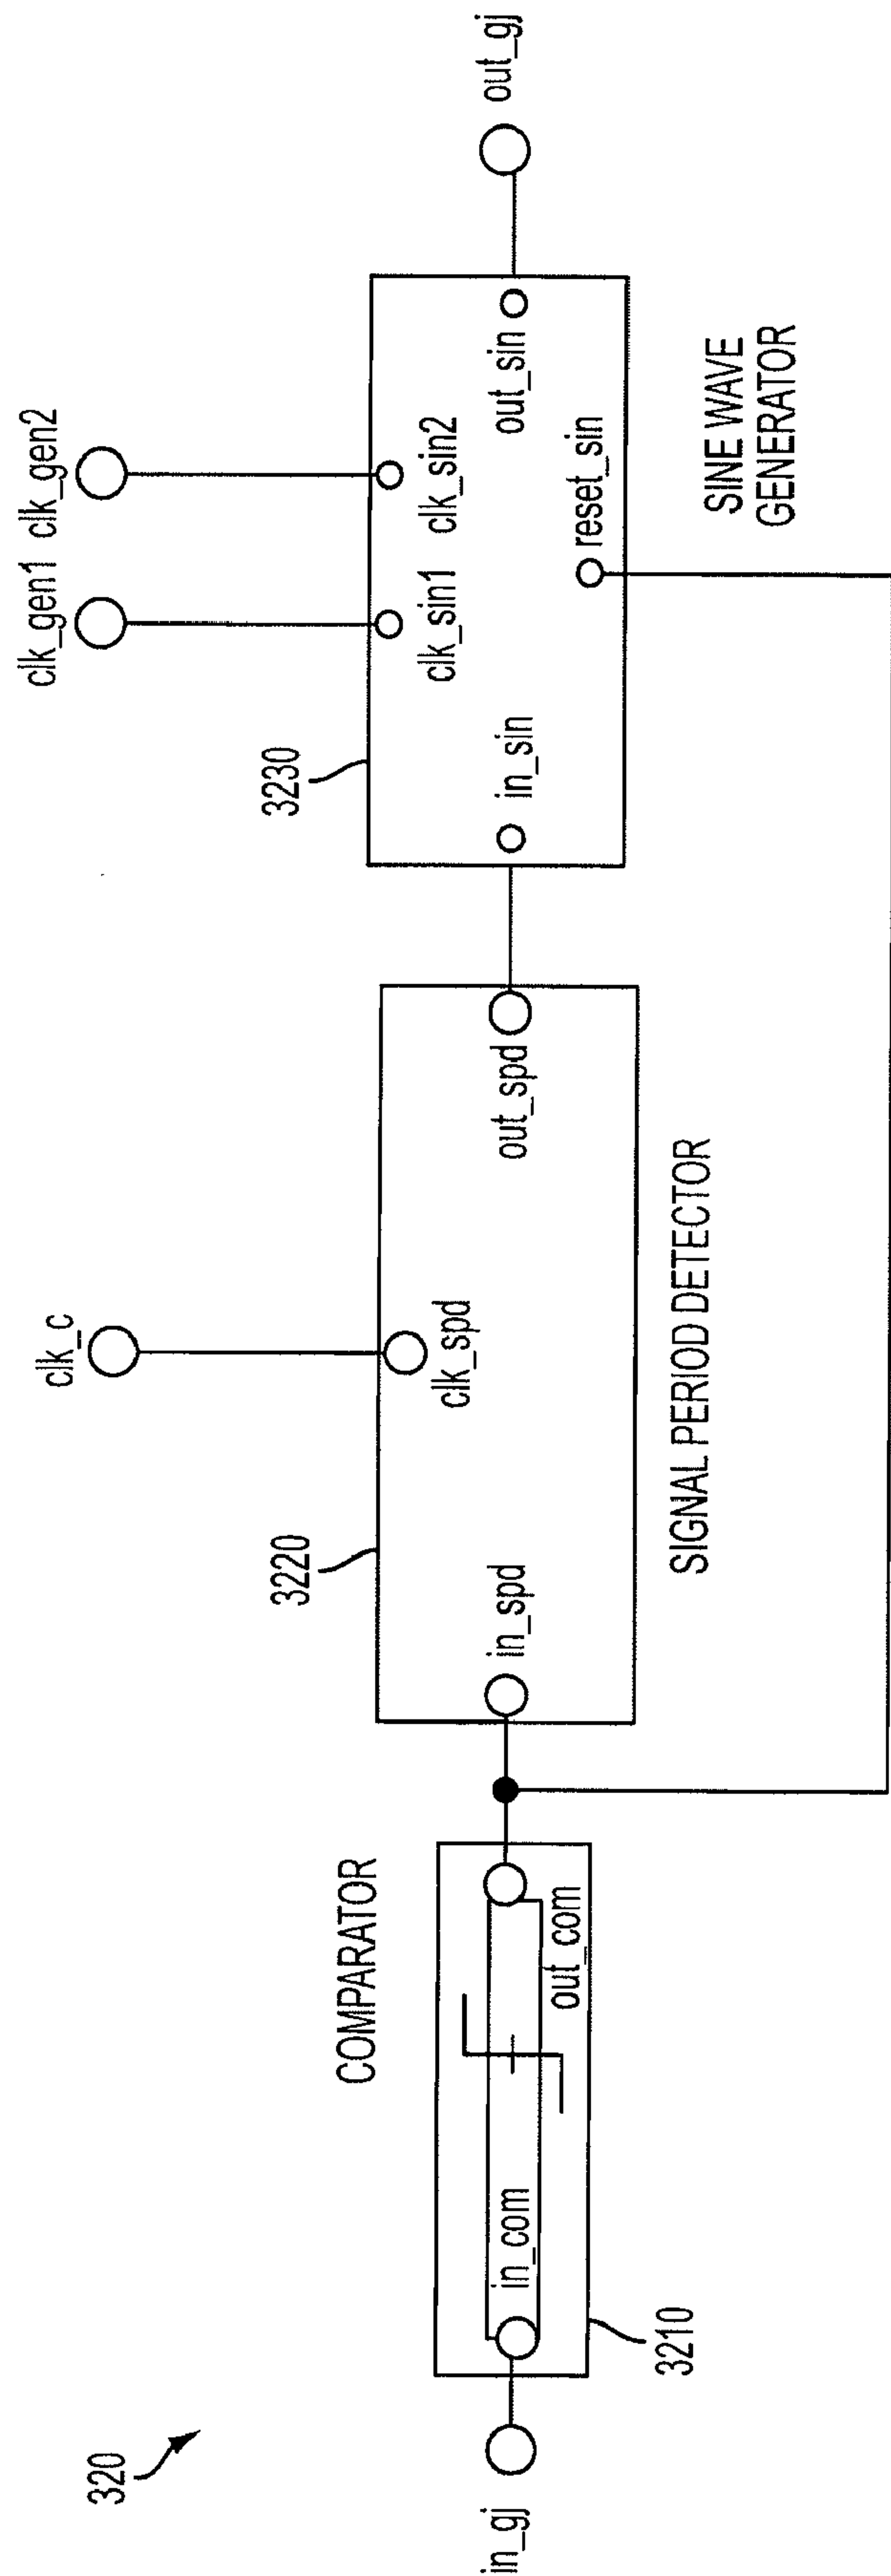 320
in_gj
3210
in_com
out_com
COMPARATOR
3220
in_spd
clk_c
clk_spd
out_spd
SIGNAL PERIOD DETECTOR
3230
in_sin
clk_gen1
clk_gen2
clk_sin1
clk_sin2
reset_sin
out_sin
SINE WAVE
GENERATOR
out_gj